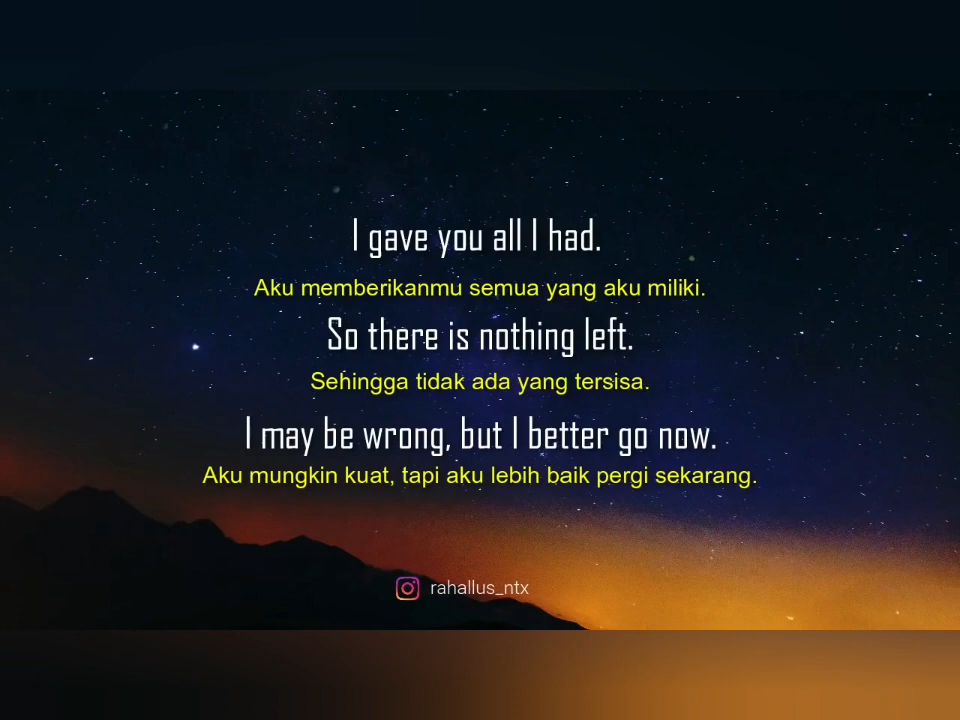 I gave you all I had.
Aku memberikanmu semua yang aku miliki.
So there is nothing left.
Sehingga tidak ada yang tersisa.
I may be wrong, but I better go now.
Aku mungkin kuat, tapi aku lebih baik pergi sekarang.
rahallus_ntx